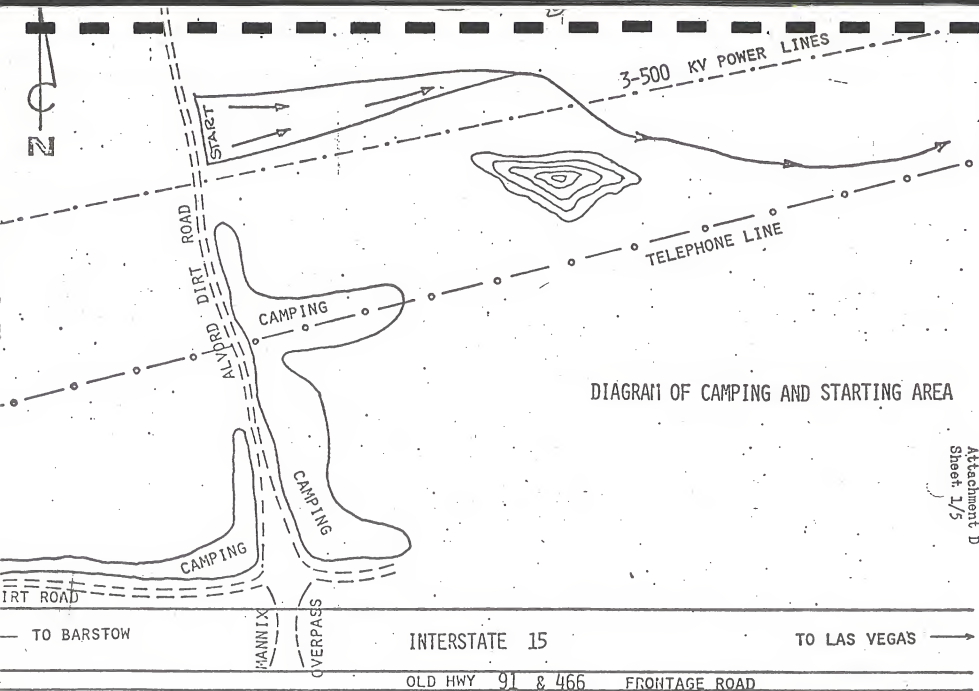 N
3-500 KV POWER LINES
START
ALVORD DIRT ROAD
TELEPHONE LINE
CAMPING
DIAGRAM OF CAMPING AND STARTING AREA
Attachment D
Sheet 1/5
CAMPING
CAMPING
IRT ROAD
MANNIX OVERPASS
TO BARSTOW
INTERSTATE 15
TO LAS VEGAS
OLD HWY 91 & 466 FRONTAGE ROAD